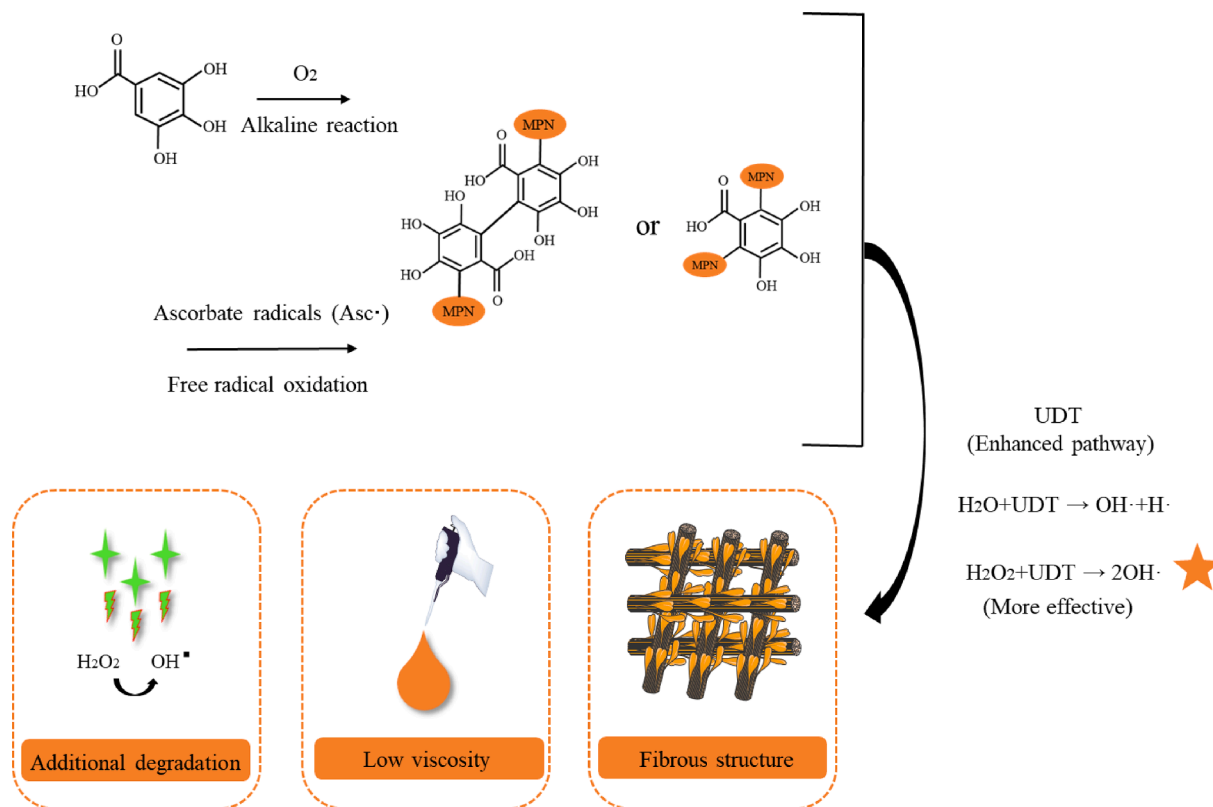 O
HO
OH
OH
OH
O2
Alkaline reaction
MPN
O
HO
OH
OH
OH
HO
HO
HO
HO
OH
O
MPN
or
MPN
O
HO
OH
OH
OH
MPN
Ascorbate radicals (Asc·)
Free radical oxidation
UDT
(Enhanced pathway)
H2O+UDT → OH·+H·
H2O2+UDT → 2OH·
(More effective)
H2O2 OH▪
Additional degradation
Low viscosity
Fibrous structure